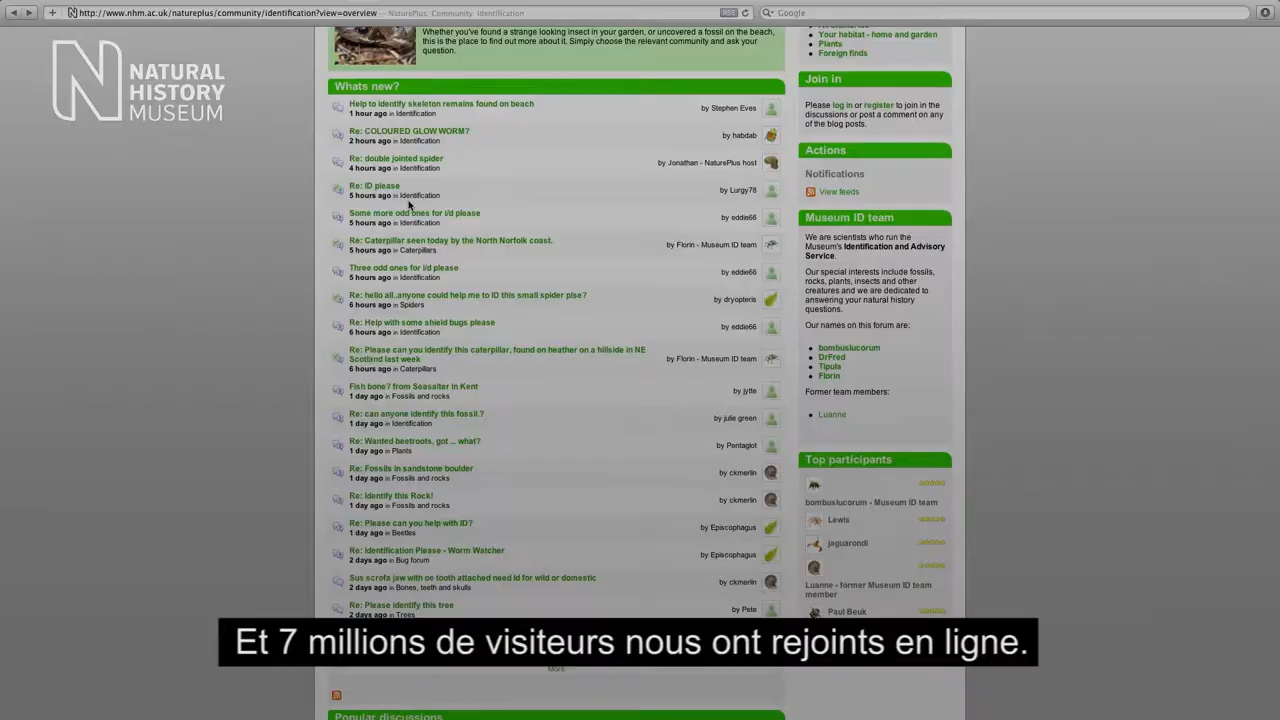 http://www.nhm.ac.uk/natureplus/community/identification?view=overview — NaturePlus: Community: Identification
RSS
Google
NATURAL
HISTORY
MUSEUM
Whether you've found a strange looking insect in your garden, or uncovered a fossil on the beach,
this is the place to find out more about it. Simply choose the relevant community and ask your
question.
Whats new?
Help to identify skeleton remains found on beach
1 hour ago in Identification
by Stephen Eves
Re: COLOURED GLOW WORM?
2 hours ago in Identification
by habdab
Re: double jointed spider
4 hours ago in Identification
by Jonathan - NaturePlus host
Re: ID please
5 hours ago in Identification
by Lurgy78
Some more odd ones for i/d please
5 hours ago in Identification
by eddie66
Re: Caterpillar seen today by the North Norfolk coast.
5 hours ago in Caterpillars
by Florin - Museum ID team
Three odd ones for i/d please
5 hours ago in Identification
by eddie66
Re: hello all..anyone could help me to ID this small spider plse?
6 hours ago in Spiders
by dryopteris
Re: Help with some shield bugs please
6 hours ago in Identification
by eddie66
Re: Please can you identify this caterpillar, found on heather on a hillside in NE
Scotland last week
6 hours ago in Caterpillars
by Florin - Museum ID team
Fish bone? from Seasalter in Kent
1 day ago in Fossils and rocks
by jytte
Re: can anyone identify this fossil.?
1 day ago in Identification
by julie green
Re: Wanted beetroots, got ... what?
1 day ago in Plants
by Pentaglot
Re: Fossils in sandstone boulder
1 day ago in Fossils and rocks
by ckmerlin
Re: Identify this Rock!
1 day ago in Fossils and rocks
by ckmerlin
Re: Please can you help with ID?
1 day ago in Beetles
by Episcophagus
Re: Identification Please - Worm Watcher
2 days ago in Bug forum
by Episcophagus
Sus scrofa jaw with oe tooth attached need Id for wild or domestic
2 days ago in Bones, teeth and skulls
by ckmerlin
Re: Please identify this tree
2 days ago in Trees
by Pete
More
Popular discussions
Your habitat - home and garden
Plants
Foreign finds
Join in
Please log in or register to join in the
discussions or post a comment on any
of the blog posts.
Actions
Notifications
View feeds
Museum ID team
We are scientists who run the
Museum's Identification and Advisory
Service.
Our special interests include fossils,
rocks, plants, insects and other
creatures and we are dedicated to
answering your natural history
questions.
Our names on this forum are:
bombuslucorum
DrFred
Tipula
Florin
Former team members:
Luanne
Top participants
bombuslucorum - Museum ID team
Lewis
jaguarondi
Luanne - former Museum ID team
member
Paul Beuk
Et 7 millions de visiteurs nous ont rejoints en ligne.